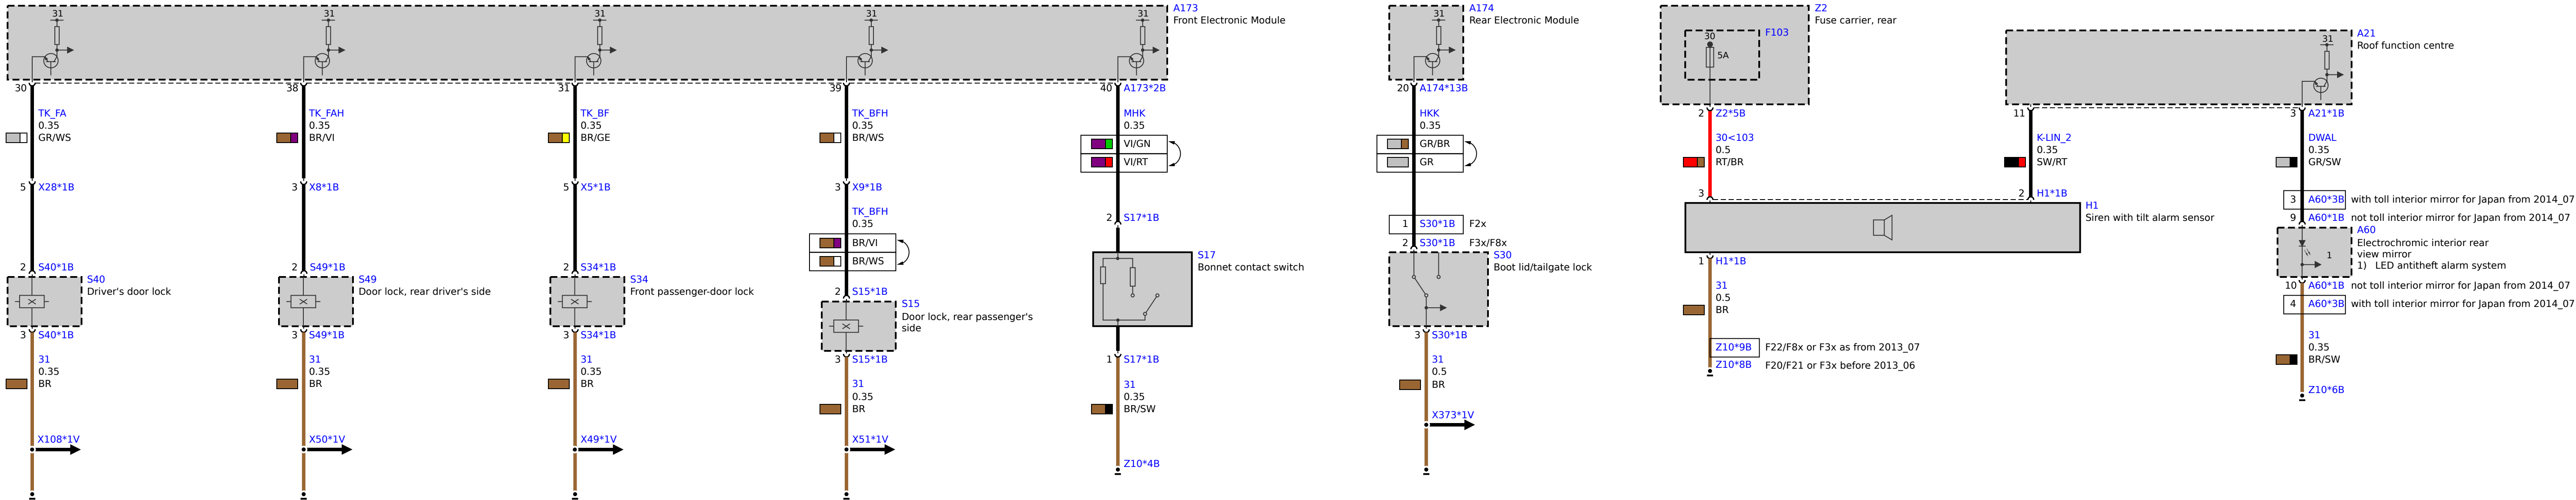 31
31
31
31
31
A173
Front Electronic Module
31
A174
Rear Electronic Module
Z2
Fuse carrier, rear
F103
30
5A
A21
Roof function centre
31
30
38
31
39
40 A173*2B
20 A174*13B
2 Z2*5B
11
3 A21*1B
TK_FA
0.35
GR/WS
TK_FAH
0.35
BR/VI
TK_BF
0.35
BR/GE
TK_BFH
0.35
BR/WS
MHK
0.35
VI/GN
VI/RT
HKK
0.35
GR/BR
GR
30<103
0.5
RT/BR
K-LIN_2
0.35
SW/RT
DWAL
0.35
GR/SW
5 X28*1B
3 X8*1B
5 X5*1B
3 X9*1B
TK_BFH
0.35
BR/VI
BR/WS
2 S17*1B
1 S30*1B F2x
2 S30*1B F3x/F8x
3
2 H1*1B
H1
Siren with tilt alarm sensor
3 A60*3B with toll interior mirror for Japan from 2014_07
9 A60*1B not toll interior mirror for Japan from 2014_07
A60
Electrochromic interior rear
view mirror
1) LED antitheft alarm system
1
2 S40*1B
2 S49*1B
2 S34*1B
2 S15*1B
S40
Driver's door lock
S49
Door lock, rear driver's side
S34
Front passenger-door lock
S15
Door lock, rear passenger's
side
S17
Bonnet contact switch
S30
Boot lid/tailgate lock
1 H1*1B
10 A60*1B not toll interior mirror for Japan from 2014_07
4 A60*3B with toll interior mirror for Japan from 2014_07
3 S40*1B
3 S49*1B
3 S34*1B
3 S15*1B
1 S17*1B
3 S30*1B
31
0.35
BR
31
0.35
BR
31
0.35
BR
31
0.35
BR
31
0.35
BR/SW
31
0.5
BR
31
0.5
BR
31
0.35
BR/SW
Z10*9B F22/F8x or F3x as from 2013_07
Z10*8B F20/F21 or F3x before 2013_06
Z10*6B
X108*1V
X50*1V
X49*1V
X51*1V
Z10*4B
X373*1V